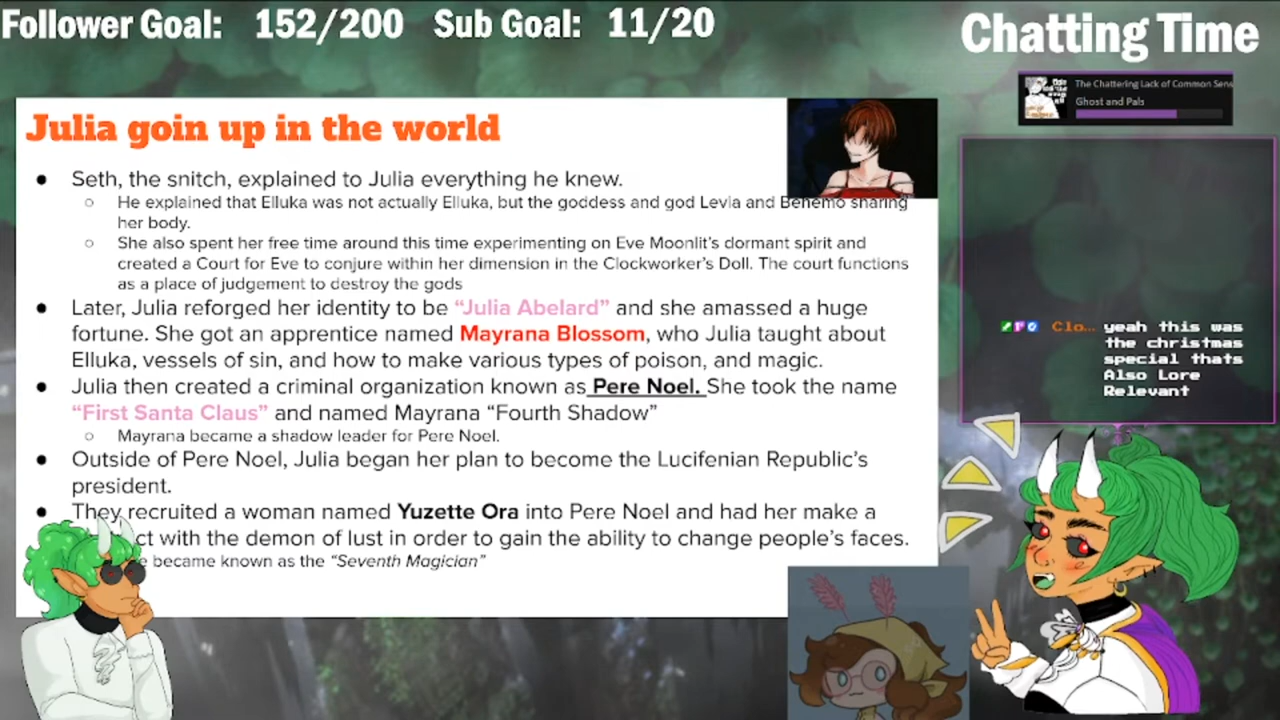 Follower Goal: 152/200 Sub Goal: 11/20
Chatting Time
The Chattering Lack of Common Sens
Ghost and Pals
Julia goin up in the world
● Seth, the snitch, explained to Julia everything he knew.
○ He explained that Elluka was not actually Elluka, but the goddess and god Levia and Behemo sharing
her body.
○ She also spent her free time around this time experimenting on Eve Moonlit's dormant spirit and
created a Court for Eve to conjure within her dimension in the Clockworker's Doll. The court functions
as a place of judgement to destroy the gods
● Later, Julia reforged her identity to be “Julia Abelard” and she amassed a huge
fortune. She got an apprentice named Mayrana Blossom, who Julia taught about
Elluka, vessels of sin, and how to make various types of poison, and magic.
● Julia then created a criminal organization known as Pere Noel. She took the name
“First Santa Claus” and named Mayrana “Fourth Shadow”
○ Mayrana became a shadow leader for Pere Noel.
● Outside of Pere Noel, Julia began her plan to become the Lucifenian Republic's
president.
● They recruited a woman named Yuzette Ora into Pere Noel and had her make a
ct with the demon of lust in order to gain the ability to change people's faces.
e became known as the “Seventh Magician”
Clo... yeah this was
the christmas
special thats
Also Lore
Relevant